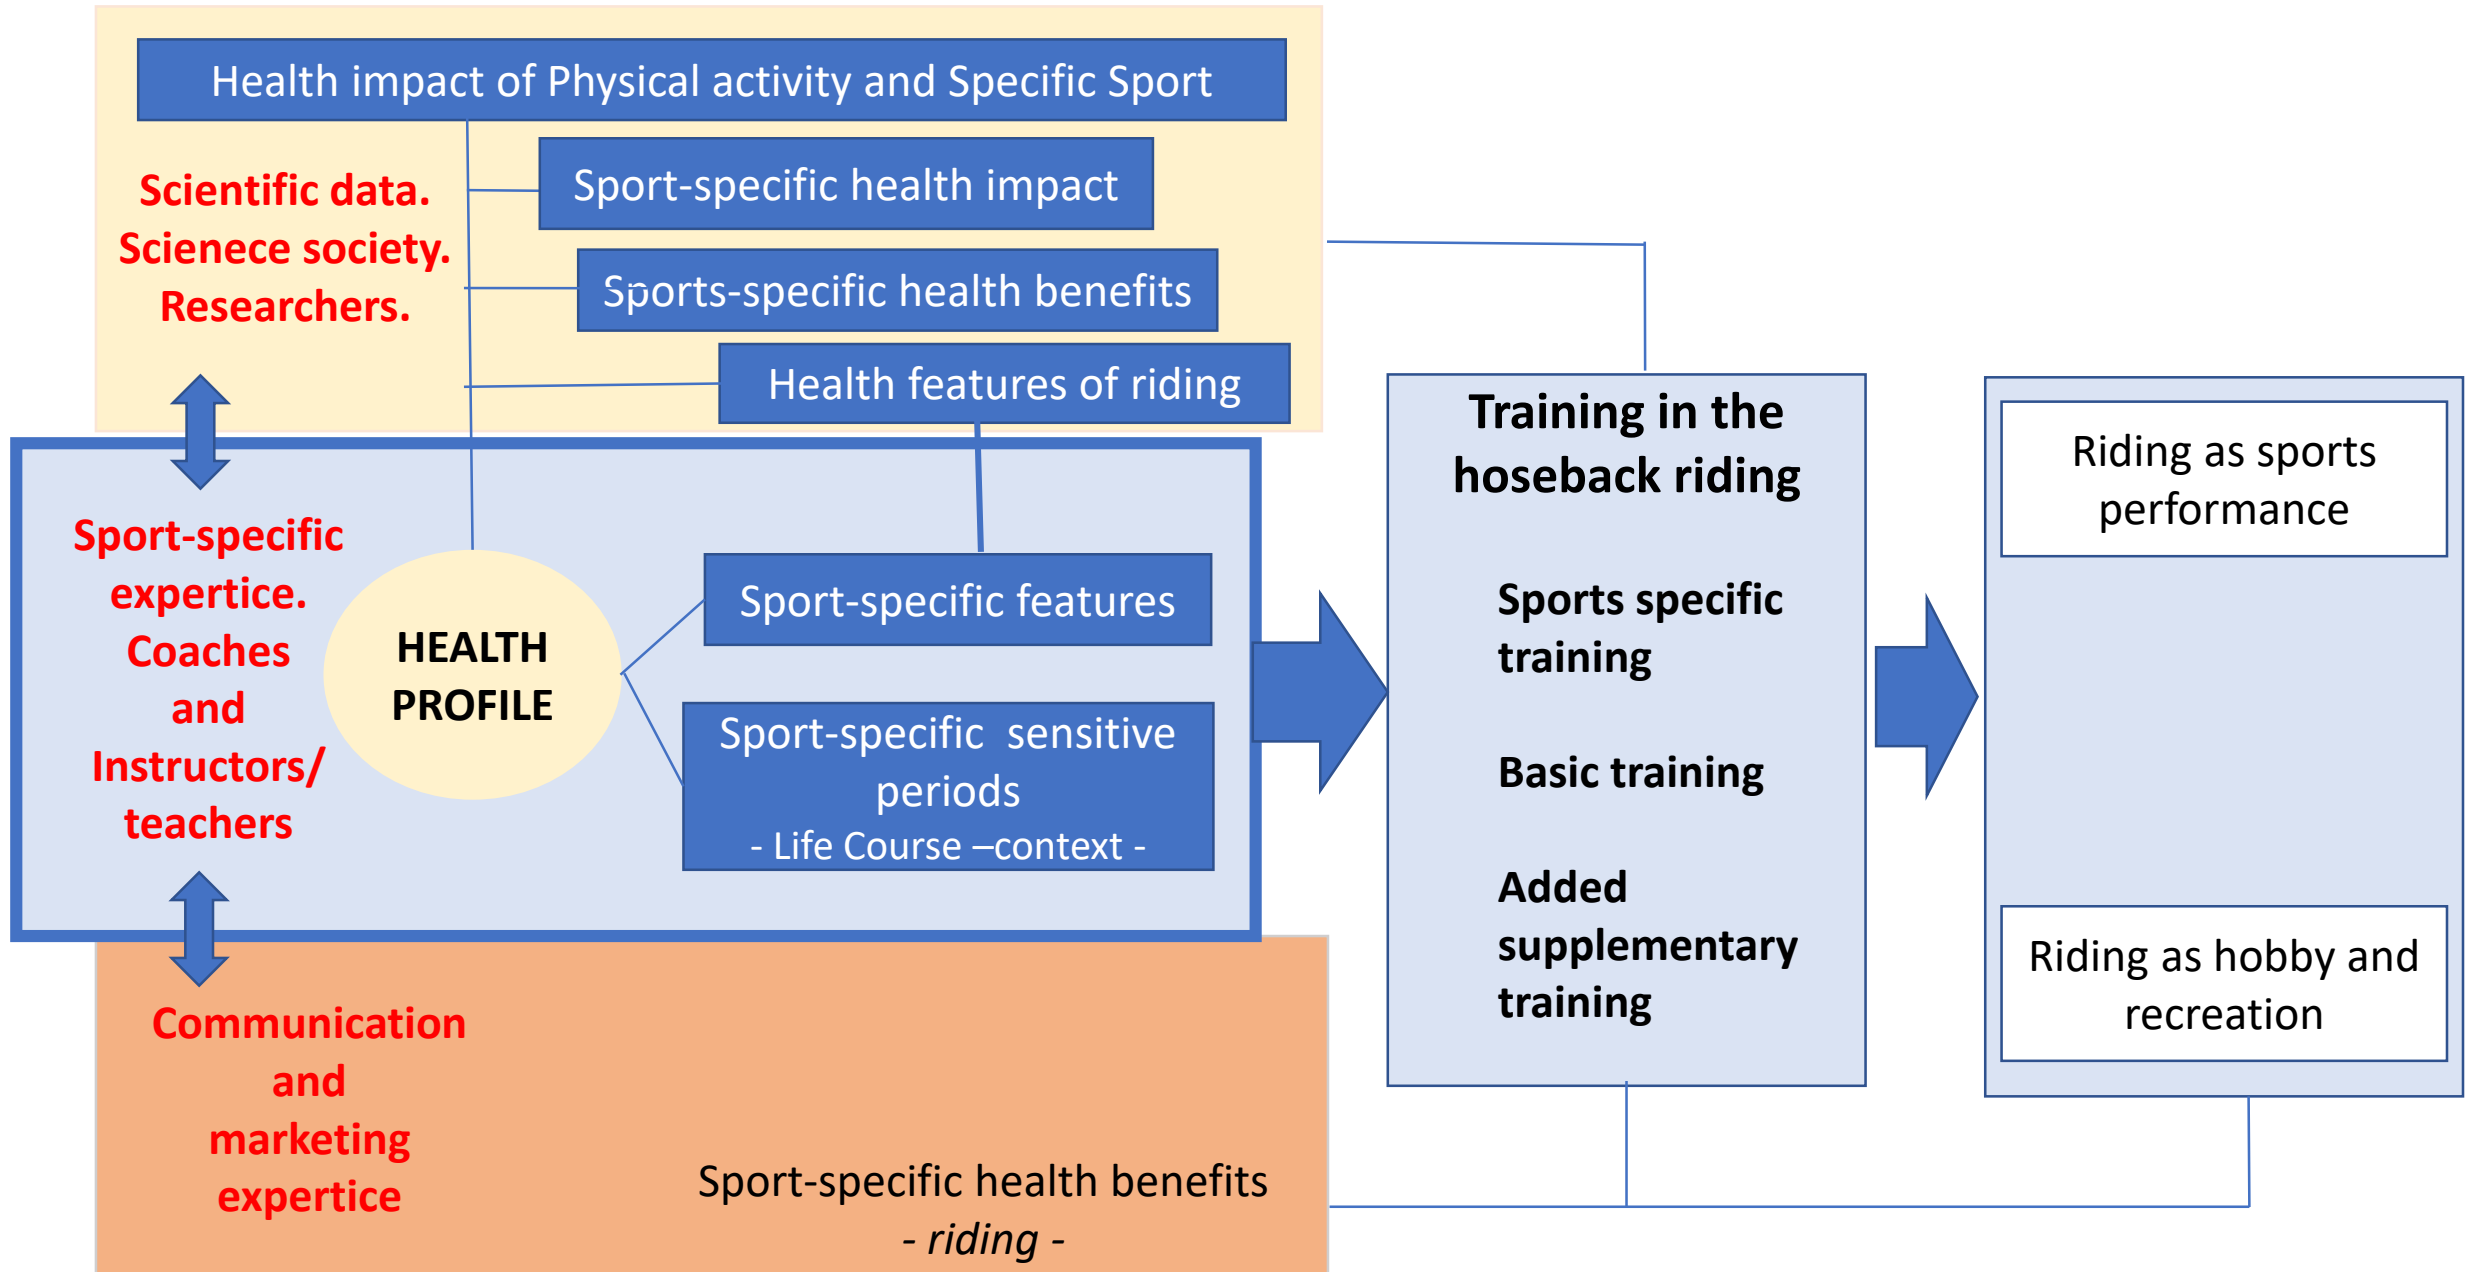 Health impact of Physical activity and Specific Sport
Sport-specific health impact
Scientific data.
Scienece society.
Researchers.
Sports-specific health benefits
Health features of riding
Sport-specific
expertice.
Coaches
and
Instructors/
teachers
HEALTH
PROFILE
Sport-specific features
Sport-specific  sensitive
periods
- Life Course –context -
Communication
and
marketing
expertice
Sport-specific health benefits
- riding -
Training in the
hoseback riding
Sports specific
training
Basic training
Added
supplementary
training
Riding as sports
performance
Riding as hobby and
recreation